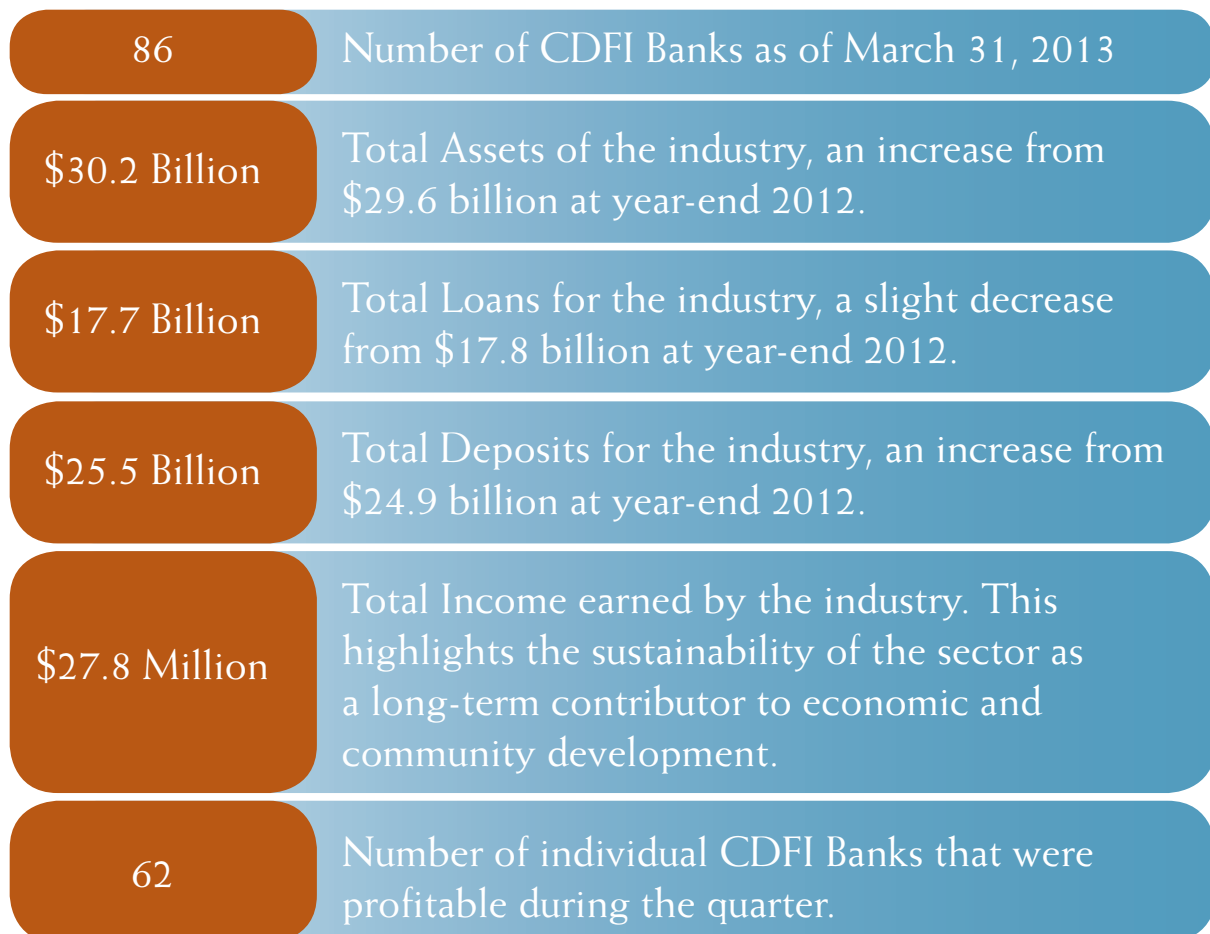 86
Number of CDFI Banks as of March 31, 2013
$30.2 Billion
Total Assets of the industry, an increase from
$29.6 billion at year-end 2012.
$17.7 Billion
Total Loans for the industry, a slight decrease
from $17.8 billion at year-end 2012.
$25.5 Billion
Total Deposits for the industry, an increase from
$24.9 billion at year-end 2012.
$27.8 Million
Total Income earned by the industry. This
highlights the sustainability of the sector as
a long-term contributor to economic and
community development.
62
Number of individual CDFI Banks that were
profitable during the quarter.